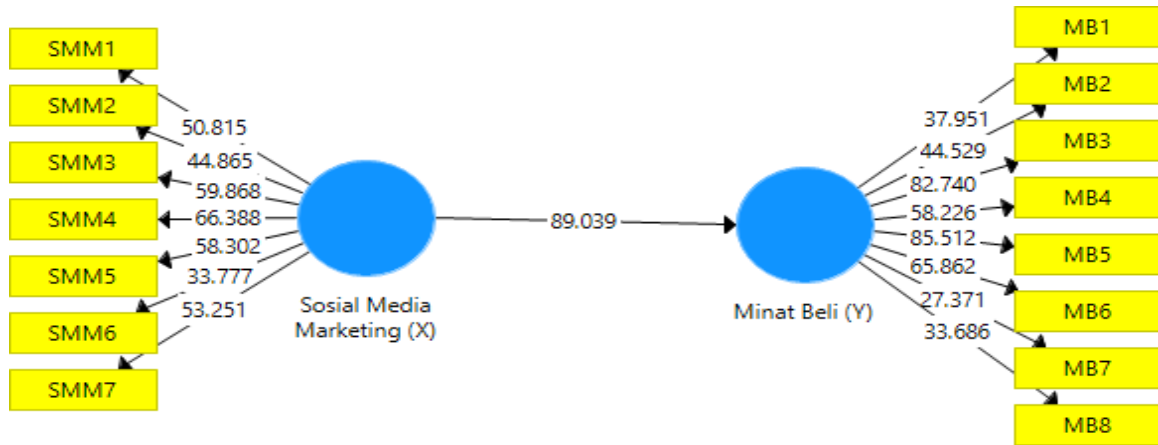 SMM1
SMM2
SMM3
SMM4
SMM5
SMM6
SMM7
50.815
44.865
59.868
66.388
58.302
33.777
53.251
Sosial Media
Marketing (X)
89.039
Minat Beli (Y)
37.951
44.529
82.740
58.226
85.512
65.862
27.371
33.686
MB1
MB2
MB3
MB4
MB5
MB6
MB7
MB8